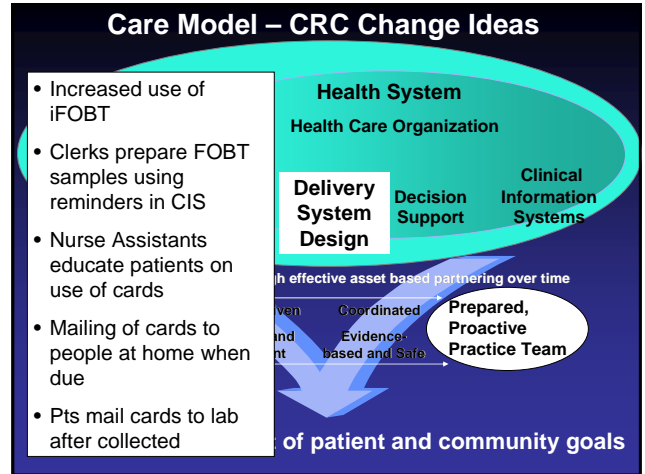 Care Model – CRC Change Ideas
• Increased use of
iFOBT
• Clerks prepare FOBT
samples using
reminders in CIS
• Nurse Assistants
educate patients on
use of cards
• Mailing of cards to
people at home when
due
• Pts mail cards to lab
after collected
Health System
Health Care Organization
Delivery
System
Design
Decision
Support
Clinical
Information
Systems
effective asset based partnering over time
Coordinated
Evidence-
based and Safe
Prepared,
Proactive
Practice Team
of patient and community goals